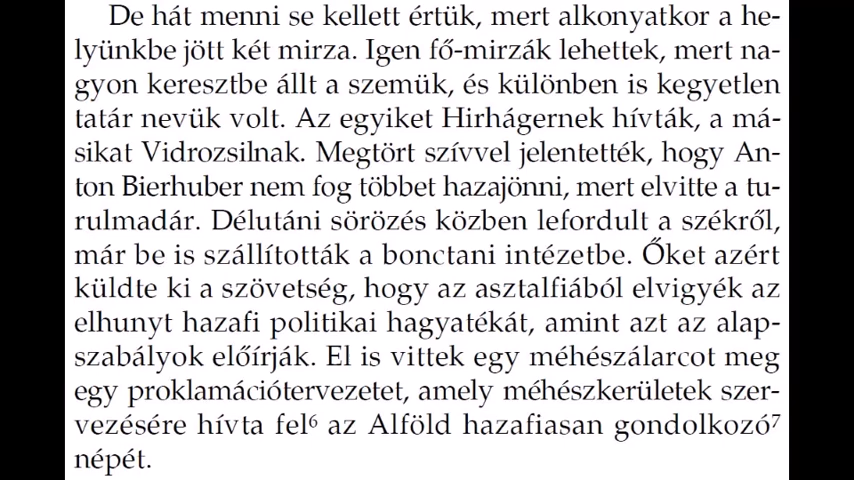 De hát menni se kellett értük, mert alkonyatkor a he-
lyünkbe jött két mirza. Igen fő-mirzák lehettek, mert na-
gyon keresztbe állt a szemük, és különben is kegyetlen
tatár nevük volt. Az egyiket Hirhágernek hívták, a má-
sikat Vidrozsilnak. Megtört szívvel jelentették, hogy An-
ton Bierhuber nem fog többet hazajönni, mert elvitte a tu-
rulmadár. Délutáni sörözés közben lefordult a székről,
már be is szállították a bonctani intézetbe. Őket azért
küldte ki a szövetség, hogy az asztalfiából elvigyék az
elhunyt hazafi politikai hagyatékát, amint azt az alap-
szabályok előírják. El is vittek egy méhészálarcot meg
egy proklamációtervezetet, amely méhészkerületek szer-
vezésére hívta fel⁶ az Alföld hazafiasan gondolkozó⁷
népét.